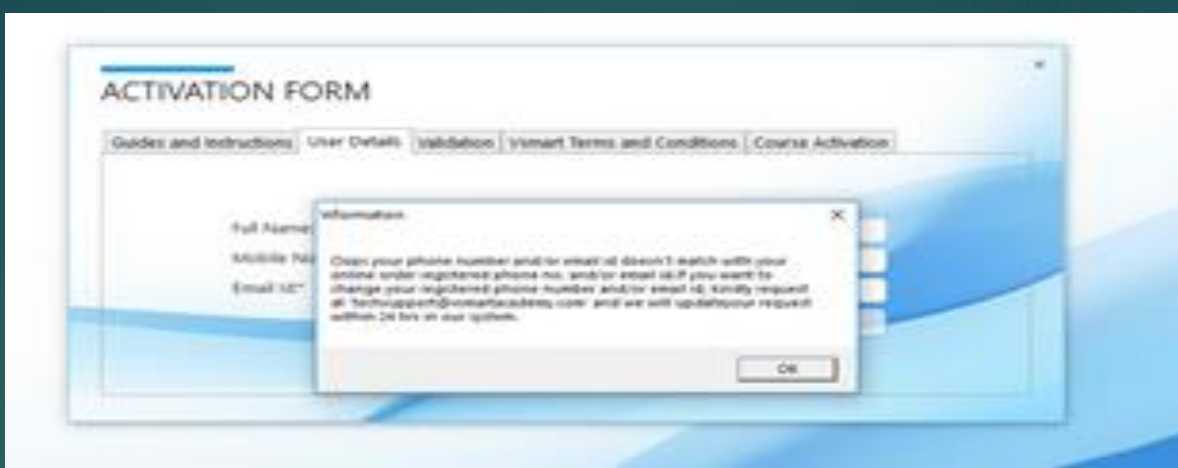 ACTIVATION FORM
Guides and Instructions User Details Validation Vsmart Terms and Conditions Course Activation
Information
Full Name
Mobile No
Email Id*
Oops your phone number and/or email id doesn't match with your
online order registered phone no. and/or email id.If you want to
change your registered phone number and/or email id, kindly request
at 'techsupport@vsmartacademy.com' and we will updateyour request
within 24 hrs in our system.
OK